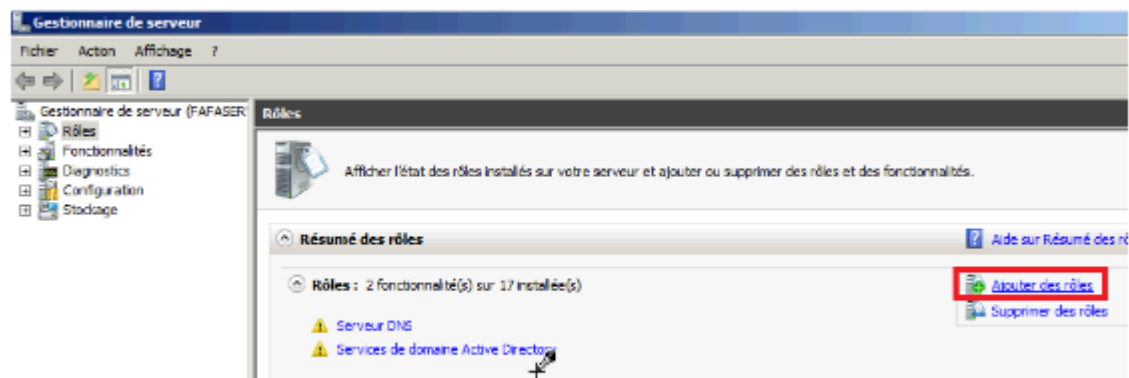 Gestionnaire de serveur
Fichier Action Affichage ?
Gestionnaire de serveur (FAFASER
Rôles
Rôles
Fonctionnalités
Diagnostics
Configuration
Stockage
Afficher l'état des rôles installés sur votre serveur et ajouter ou supprimer des rôles et des fonctionnalités.
Résumé des rôles
Aide sur Résumé des rô
Rôles : 2 fonctionnalité(s) sur 17 installée(s)
Ajouter des rôles
Supprimer des rôles
Serveur DNS
Services de domaine Active Directory